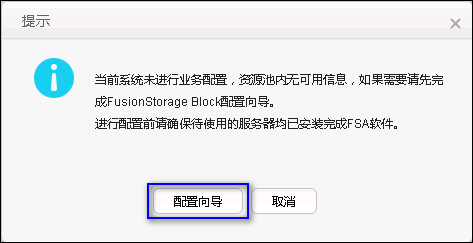 提示
当前系统未进行业务配置，资源池内无可用信息，如果需要请先完
成FusionStorage Block配置向导。
进行配置前请确保待使用的服务器均已安装完成FSA软件。
配置向导
取消